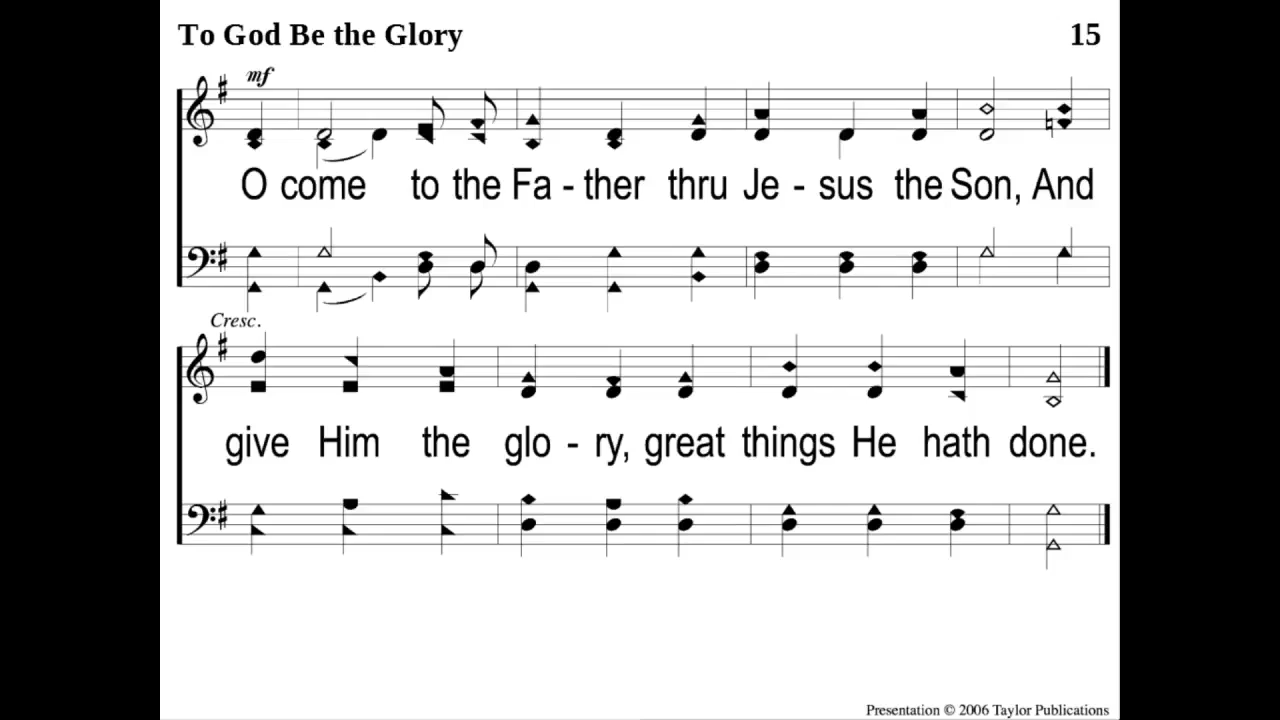 To God Be the Glory 15
mf
O come to the Fa - ther thru Je - sus the Son, And
Cresc.
give Him the glo - ry, great things He hath done.
Presentation © 2006 Taylor Publications